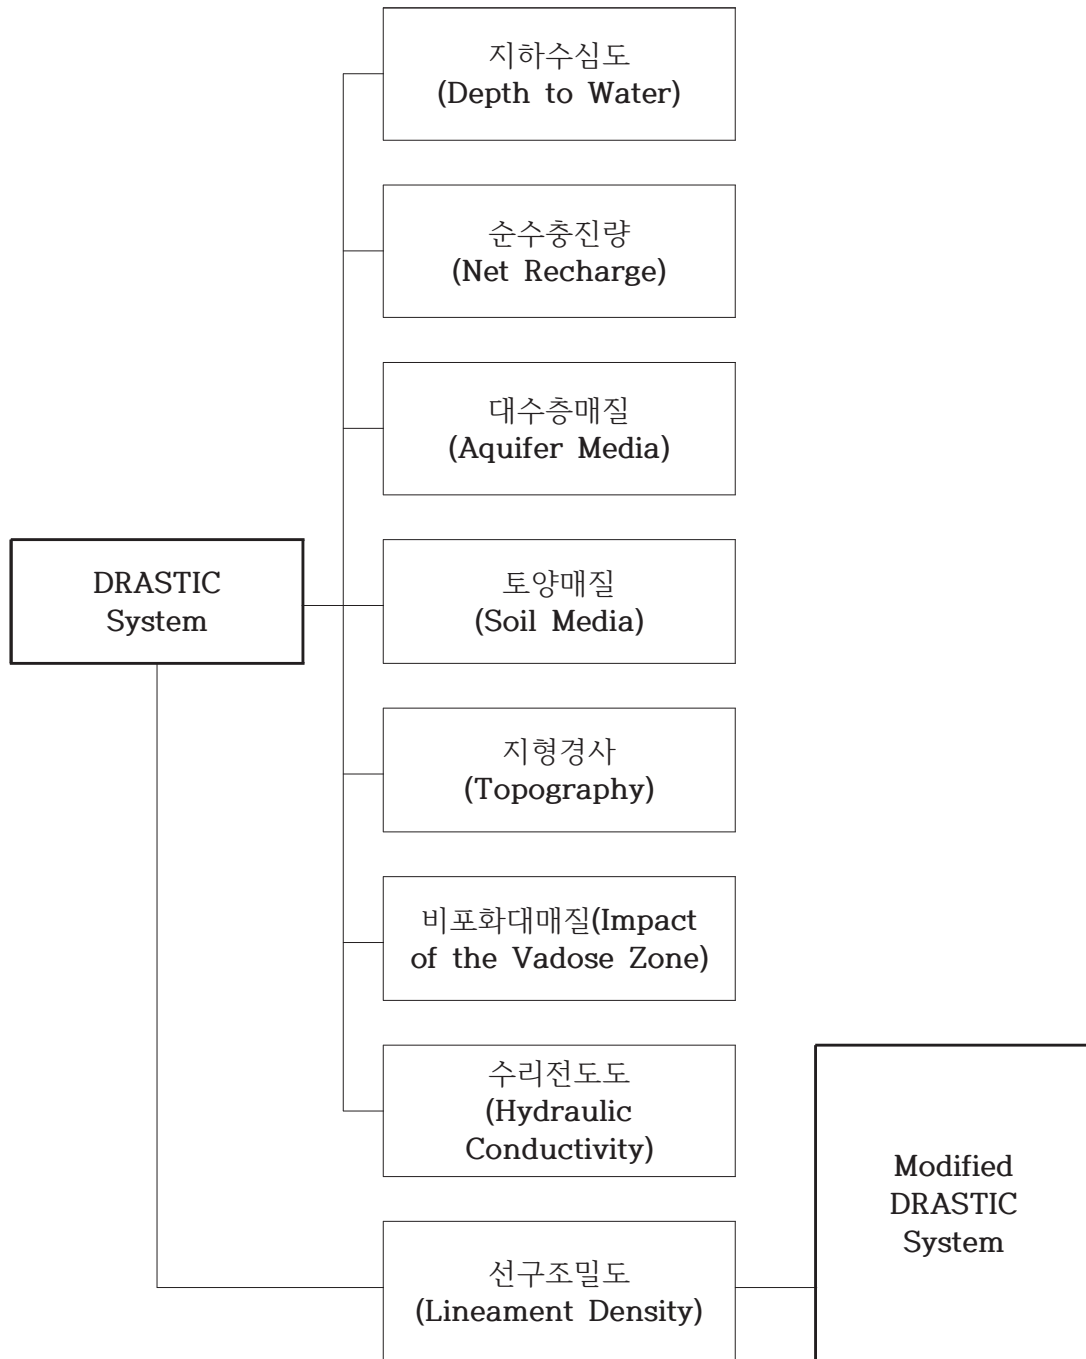 지하수심도
(Depth to Water)
순수충진량
(Net Recharge)
대수층매질
(Aquifer Media)
DRASTIC
System
토양매질
(Soil Media)
지형경사
(Topography)
비포화대매질(Impact
of the Vadose Zone)
수리전도도
(Hydraulic
Conductivity)
Modified
DRASTIC
System
선구조밀도
(Lineament Density)